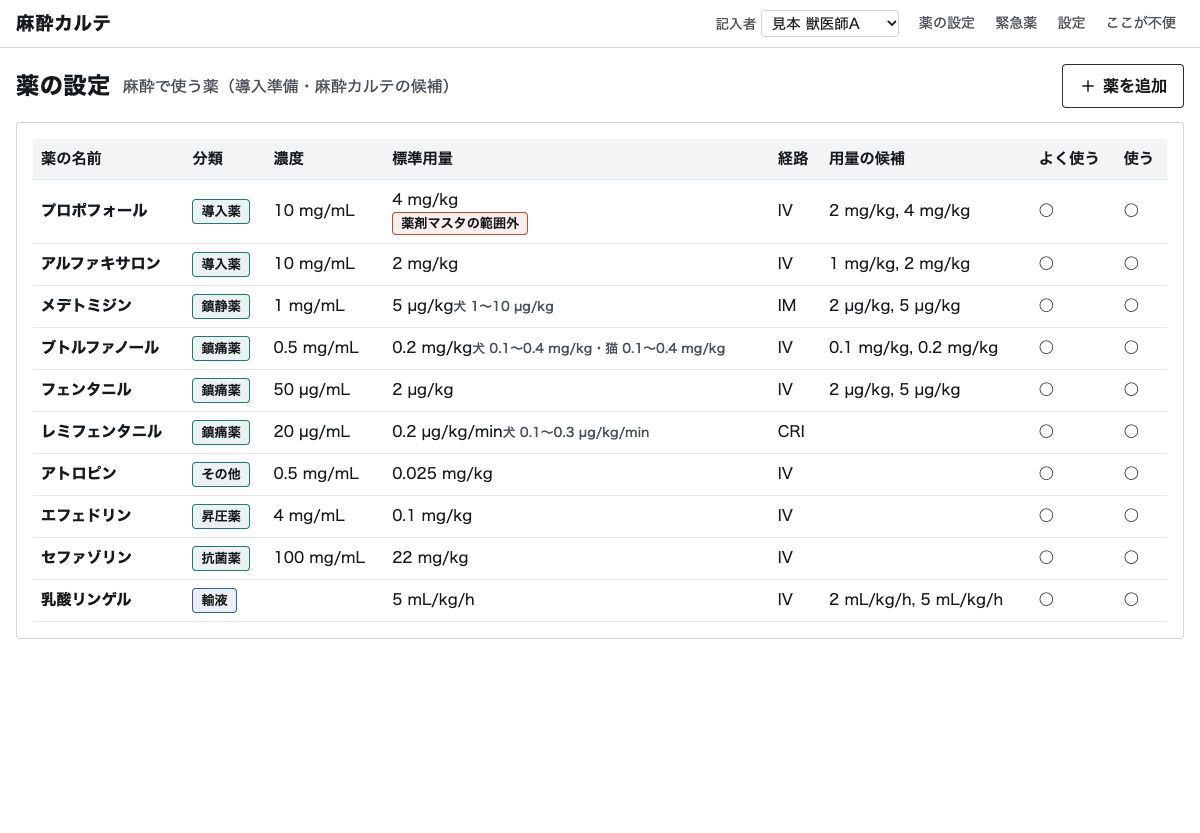 麻酔カルテ
記入者 見本 獣医師A 薬の設定 緊急薬 設定 ここが不便
薬の設定 麻酔で使う薬（導入準備・麻酔カルテの候補）
＋ 薬を追加
薬の名前 分類 濃度 標準用量 経路 用量の候補 よく使う 使う
プロポフォール 導入薬 10 mg/mL 4 mg/kg 薬剤マスタの範囲外 IV 2 mg/kg, 4 mg/kg ○ ○
アルファキサロン 導入薬 10 mg/mL 2 mg/kg IV 1 mg/kg, 2 mg/kg ○ ○
メデトミジン 鎮静薬 1 mg/mL 5 µg/kg犬 1〜10 µg/kg IM 2 µg/kg, 5 µg/kg ○ ○
ブトルファノール 鎮痛薬 0.5 mg/mL 0.2 mg/kg犬 0.1〜0.4 mg/kg・猫 0.1〜0.4 mg/kg IV 0.1 mg/kg, 0.2 mg/kg ○ ○
フェンタニル 鎮痛薬 50 µg/mL 2 µg/kg IV 2 µg/kg, 5 µg/kg ○ ○
レミフェンタニル 鎮痛薬 20 µg/mL 0.2 µg/kg/min犬 0.1〜0.3 µg/kg/min CRI ○ ○
アトロピン その他 0.5 mg/mL 0.025 mg/kg IV ○ ○
エフェドリン 昇圧薬 4 mg/mL 0.1 mg/kg IV ○ ○
セファゾリン 抗菌薬 100 mg/mL 22 mg/kg IV ○ ○
乳酸リンゲル 輸液 5 mL/kg/h IV 2 mL/kg/h, 5 mL/kg/h ○ ○